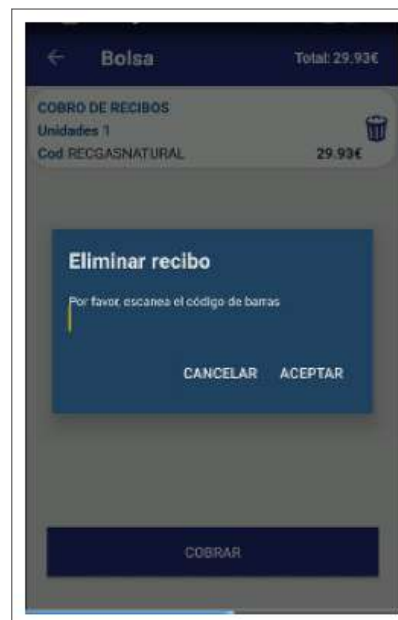 Bolsa
Total: 29.93€
COBRO DE RECIBOS
Unidades 1
Cod RECGASNATURAL
29.93€
Eliminar recibo
Por favor, escanea el código de barras
CANCELAR ACEPTAR
COBRAR